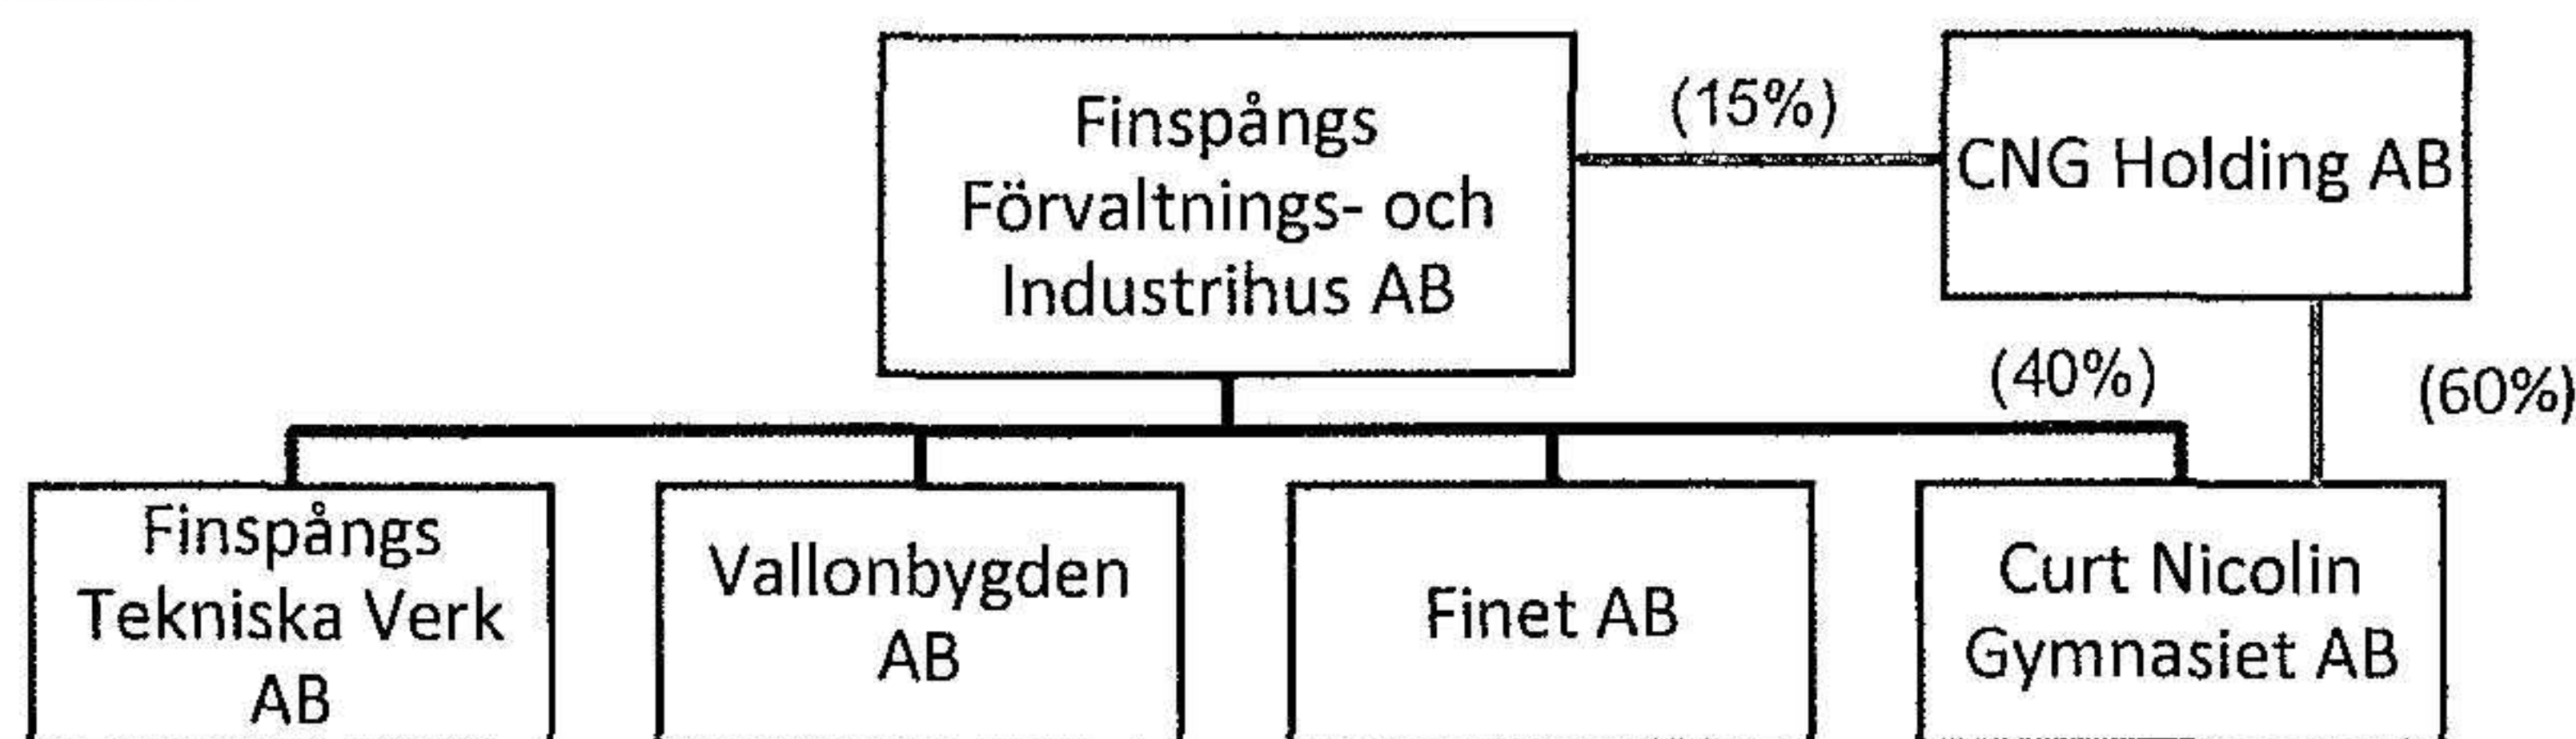 Finspångs
Förvaltnings- och
Industrihus AB
(15%)
CNG Holding AB
(40%)
(60%)
Finspångs
Tekniska Verk
AB
Vallonbygden
AB
Finet AB
Curt Nicolin
Gymnasiet AB